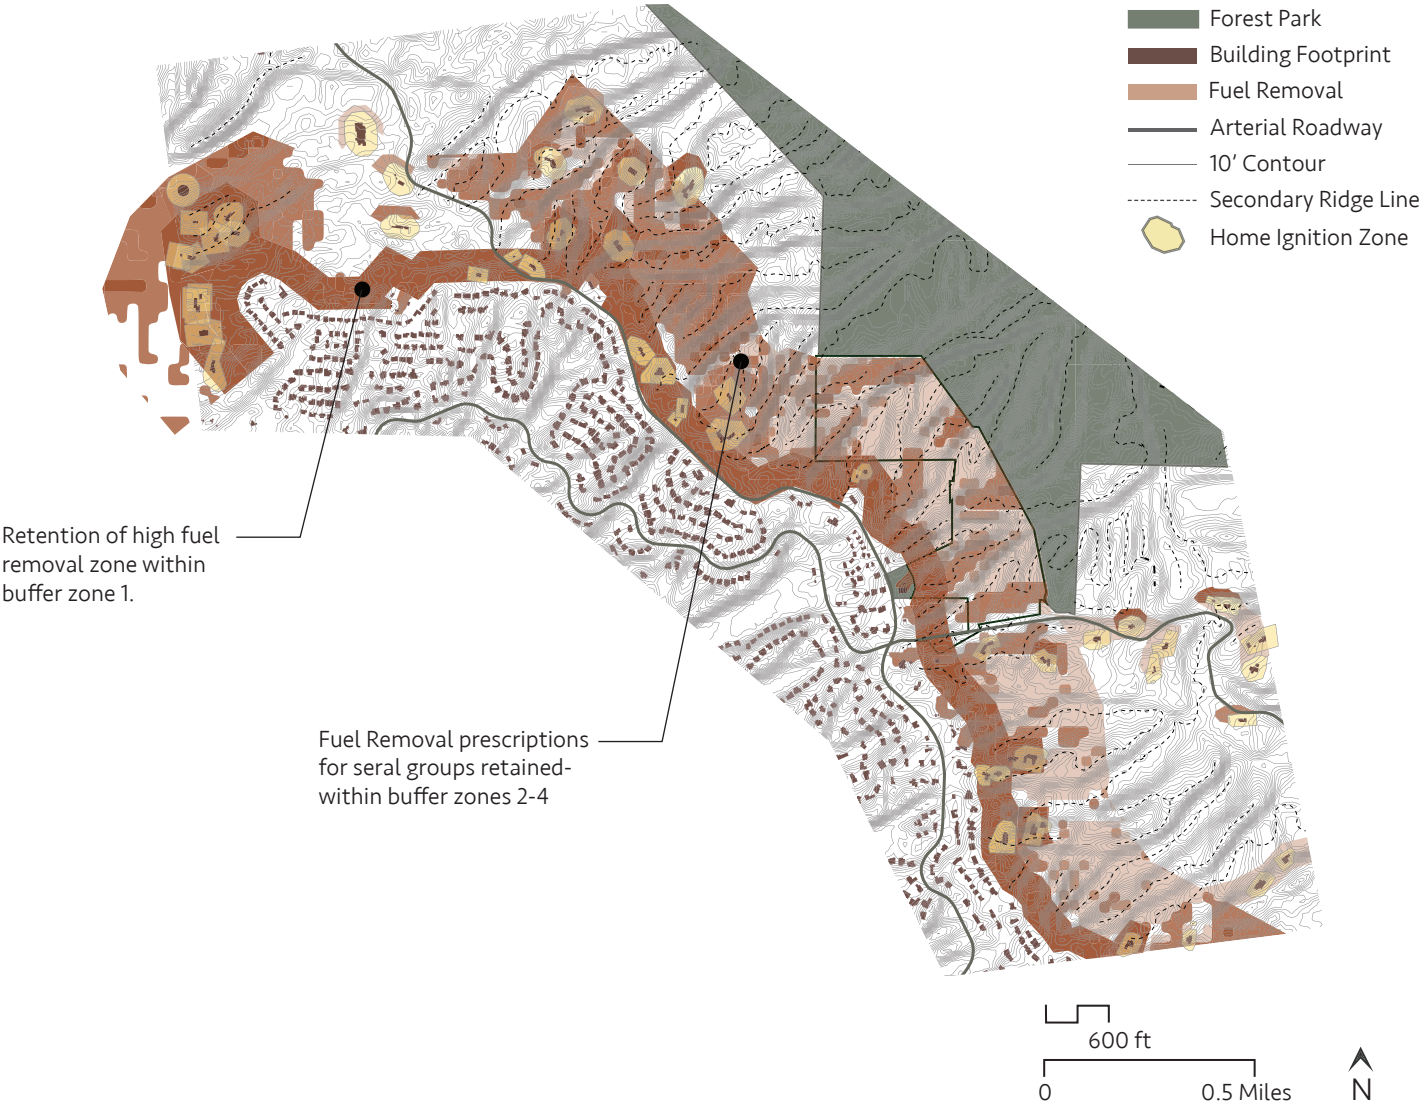 Forest Park
Building Footprint
Fuel Removal
Arterial Roadway
10' Contour
Secondary Ridge Line
Home Ignition Zone
Retention of high fuel
removal zone within
buffer zone 1.
Fuel Removal prescriptions
for seral groups retained-
within buffer zones 2-4
600 ft
0
0.5 Miles
N